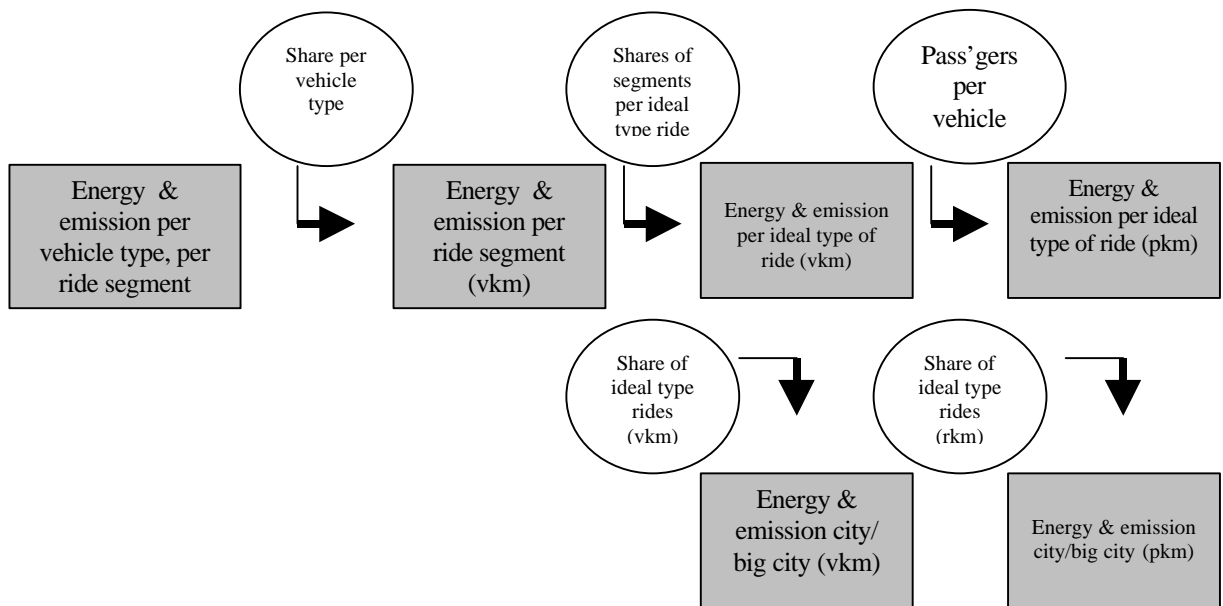 Share per
vehicle
type
Shares of
segments
per ideal
type ride
Pass’gers
per
vehicle
Energy &
emission per
vehicle type, per
ride segment
Energy &
emission per
ride segment
(vkm)
Energy & emission
per ideal type of
ride (vkm)
Energy &
emission per ideal
type of ride (pkm)
Share of
ideal type
rides
(vkm)
Share of
ideal type
rides
(rkm)
Energy &
emission city/
big city (vkm)
Energy & emission
city/big city (pkm)